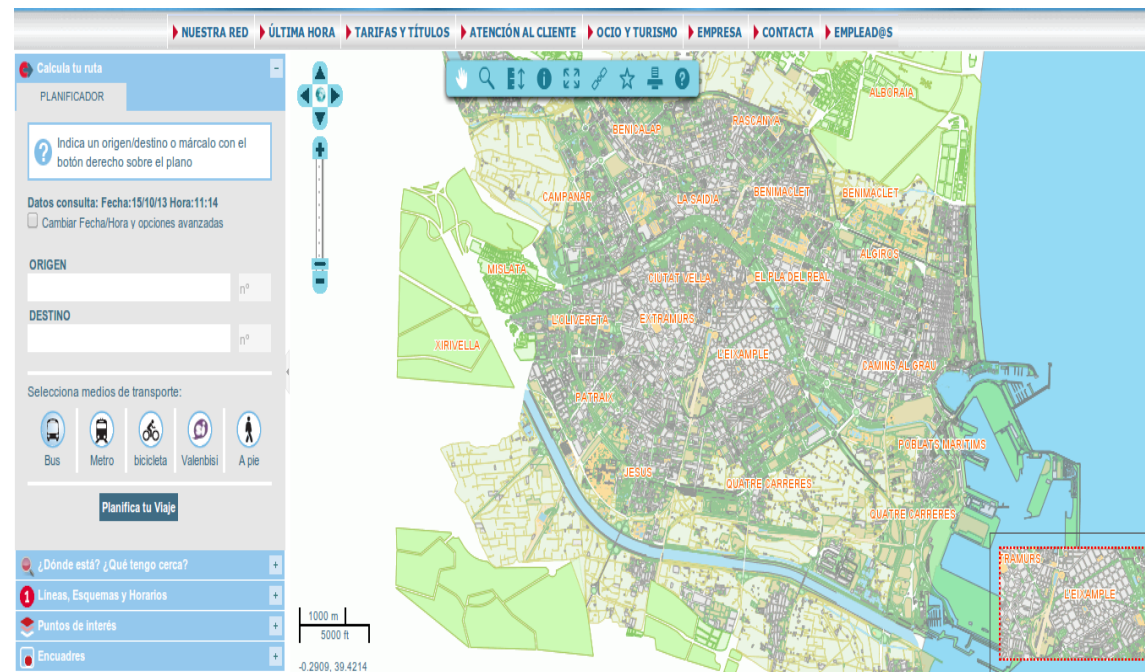 NUESTRA RED ÚLTIMA HORA TARIFAS Y TÍTULOS ATENCIÓN AL CLIENTE OCIO Y TURISMO EMPRESA CONTACTA EMPLEAD@S
Calcula tu ruta
PLANIFICADOR
Indica un origen/destino o márcalo con el
botón derecho sobre el plano
Datos consulta: Fecha:15/10/13 Hora:11:14
Cambiar Fecha/Hora y opciones avanzadas
ORIGEN
nº
DESTINO
nº
Selecciona medios de transporte:
Bus Metro bicicleta Valenbisi A pie
Planifica tu Viaje
¿Dónde está? ¿Qué tengo cerca?
Lineas, Esquemas y Horarios
Puntos de interés
Encuadres
ALBORAIA
RASCANYA
BENICALAP
BENIMACLET
BENIMACLET
CAMPANAR
LA SAIDIA
ALGIROS
MISLATA
CIUTAT VELLA
EL PLA DEL REAL
L'OLIVERETA
EXTRAMURS
XIRIVELLA
L'EIXAMPLE
CAMINS AL GRAU
PATRAIX
POBLATS MARITIMS
JESUS
QUATRE CARRERES
QUATRE CARRERES
RAMURS
L'EIXAMPLE
1000 m
5000 ft
-0.2909, 39.4214